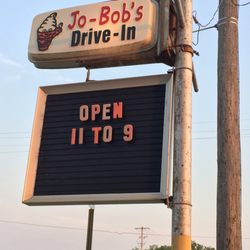 Jo-Bob's
Drive-In
OPEN
11 TO 9